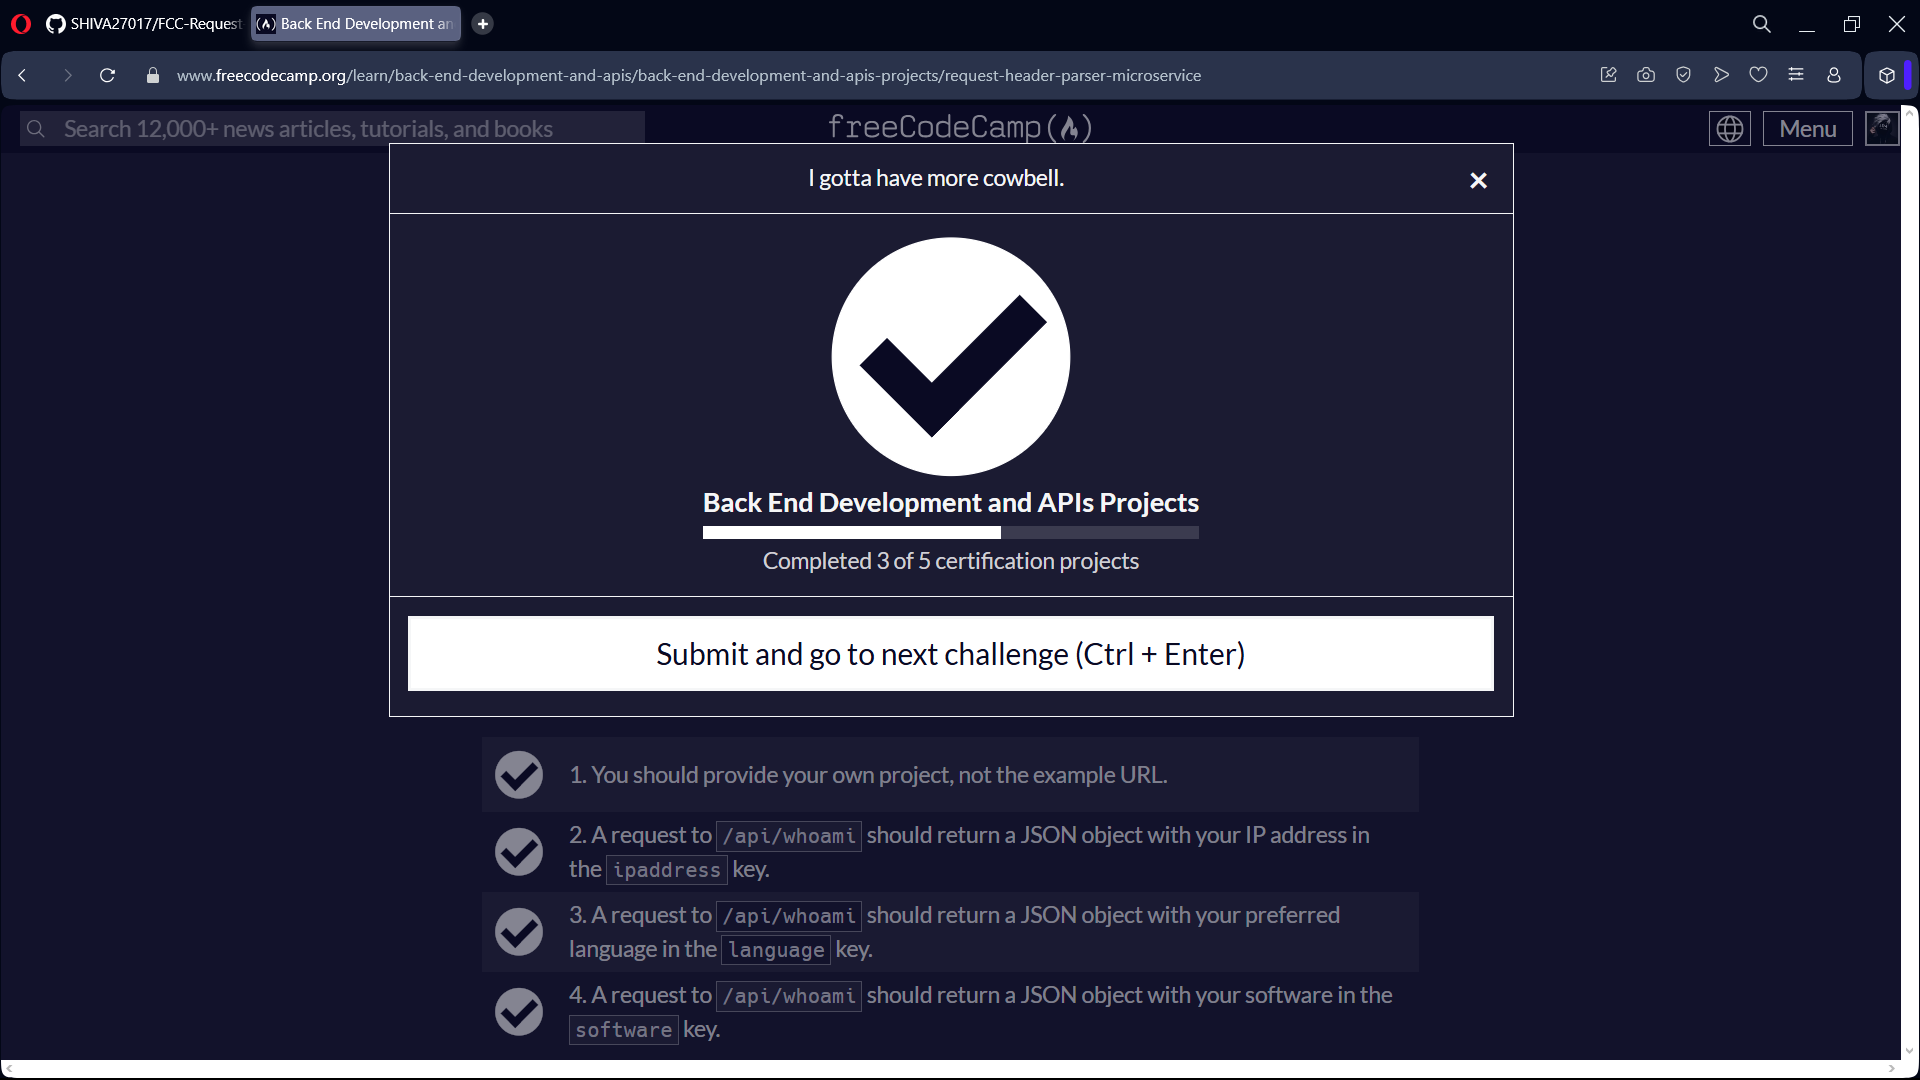 SHIVA27017/FCC-Request
Back End Development an
www.freecodecamp.org/learn/back-end-development-and-apis/back-end-development-and-apis-projects/request-header-parser-microservice
Search 12,000+ news articles, tutorials, and books
freeCodeCamp
Menu
I gotta have more cowbell.
Back End Development and APIs Projects
Completed 3 of 5 certification projects
Submit and go to next challenge (Ctrl + Enter)
1. You should provide your own project, not the example URL.
2. A request to /api/whoami should return a JSON object with your IP address in
the ipaddress key.
3. A request to /api/whoami should return a JSON object with your preferred
language in the language key.
4. A request to /api/whoami should return a JSON object with your software in the
software key.